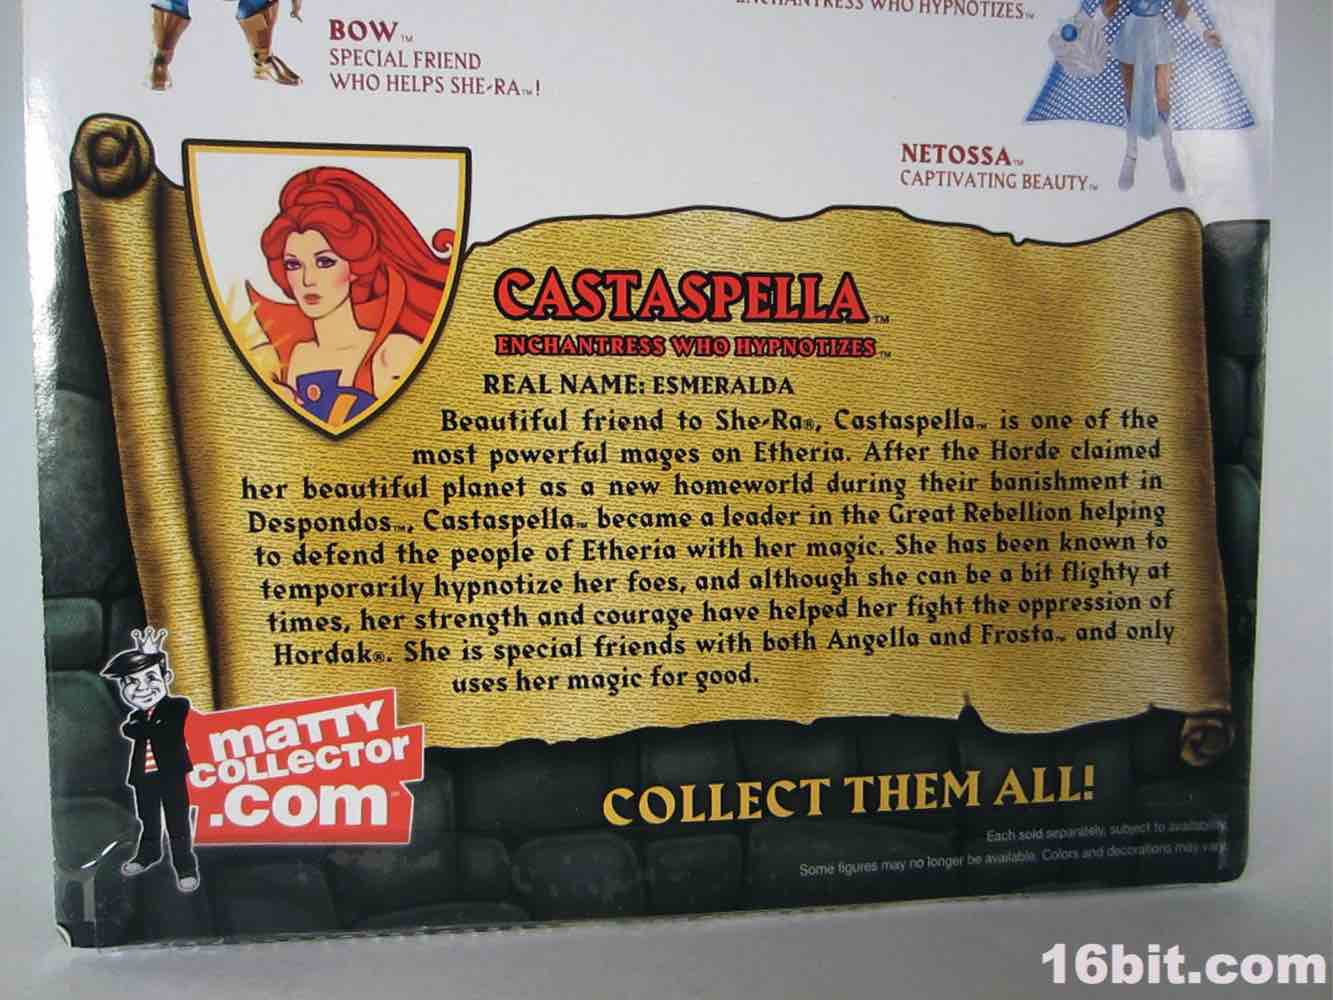 ENCHANTRESS WHO HYPNOTIZES™
BOW™
SPECIAL FRIEND
WHO HELPS SHE-RA™!
NETOSSA™
CAPTIVATING BEAUTY™
CASTASPELLA™
ENCHANTRESS WHO HYPNOTIZES™
REAL NAME: ESMERALDA
Beautiful friend to She-Ra®, Castaspella™ is one of the
most powerful mages on Etheria. After the Horde claimed
her beautiful planet as a new homeworld during their banishment in
Despondos™, Castaspella™ became a leader in the Great Rebellion helping
to defend the people of Etheria with her magic. She has been known to
temporarily hypnotize her foes, and although she can be a bit flighty at
times, her strength and courage have helped her fight the oppression of
Hordak®. She is special friends with both Angella and Frosta™ and only
uses her magic for good.
maTTY
COLLECTOR
.com™
COLLECT THEM ALL!
Each sold separately, subject to availability.
Some figures may no longer be available. Colors and decorations may vary.
16bit.com